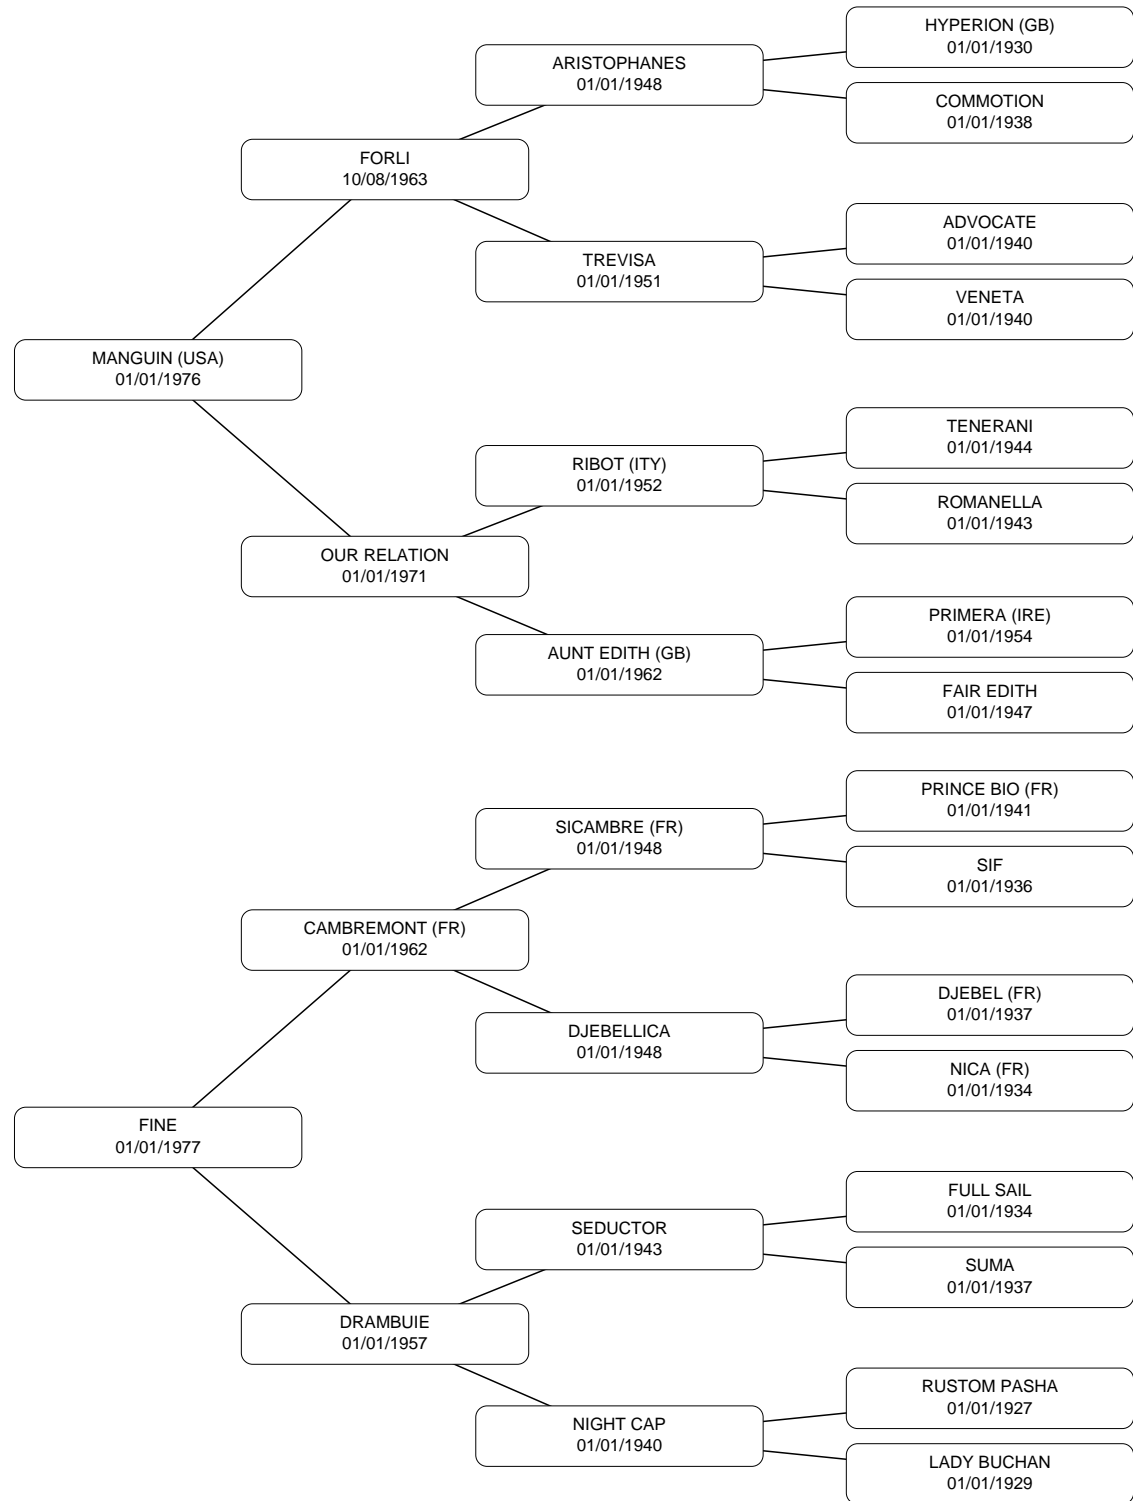 HYPERION (GB)
01/01/1930
ARISTOPHANES
01/01/1948
COMMOTION
01/01/1938
FORLI
10/08/1963
ADVOCATE
01/01/1940
TREVISA
01/01/1951
VENETA
01/01/1940
MANGUIN (USA)
01/01/1976
TENERANI
01/01/1944
RIBOT (ITY)
01/01/1952
ROMANELLA
01/01/1943
OUR RELATION
01/01/1971
PRIMERA (IRE)
01/01/1954
AUNT EDITH (GB)
01/01/1962
FAIR EDITH
01/01/1947
PRINCE BIO (FR)
01/01/1941
SICAMBRE (FR)
01/01/1948
SIF
01/01/1936
CAMBREMONT (FR)
01/01/1962
DJEBEL (FR)
01/01/1937
DJEBELLICA
01/01/1948
NICA (FR)
01/01/1934
FINE
01/01/1977
FULL SAIL
01/01/1934
SEDUCTOR
01/01/1943
SUMA
01/01/1937
DRAMBUIE
01/01/1957
RUSTOM PASHA
01/01/1927
NIGHT CAP
01/01/1940
LADY BUCHAN
01/01/1929